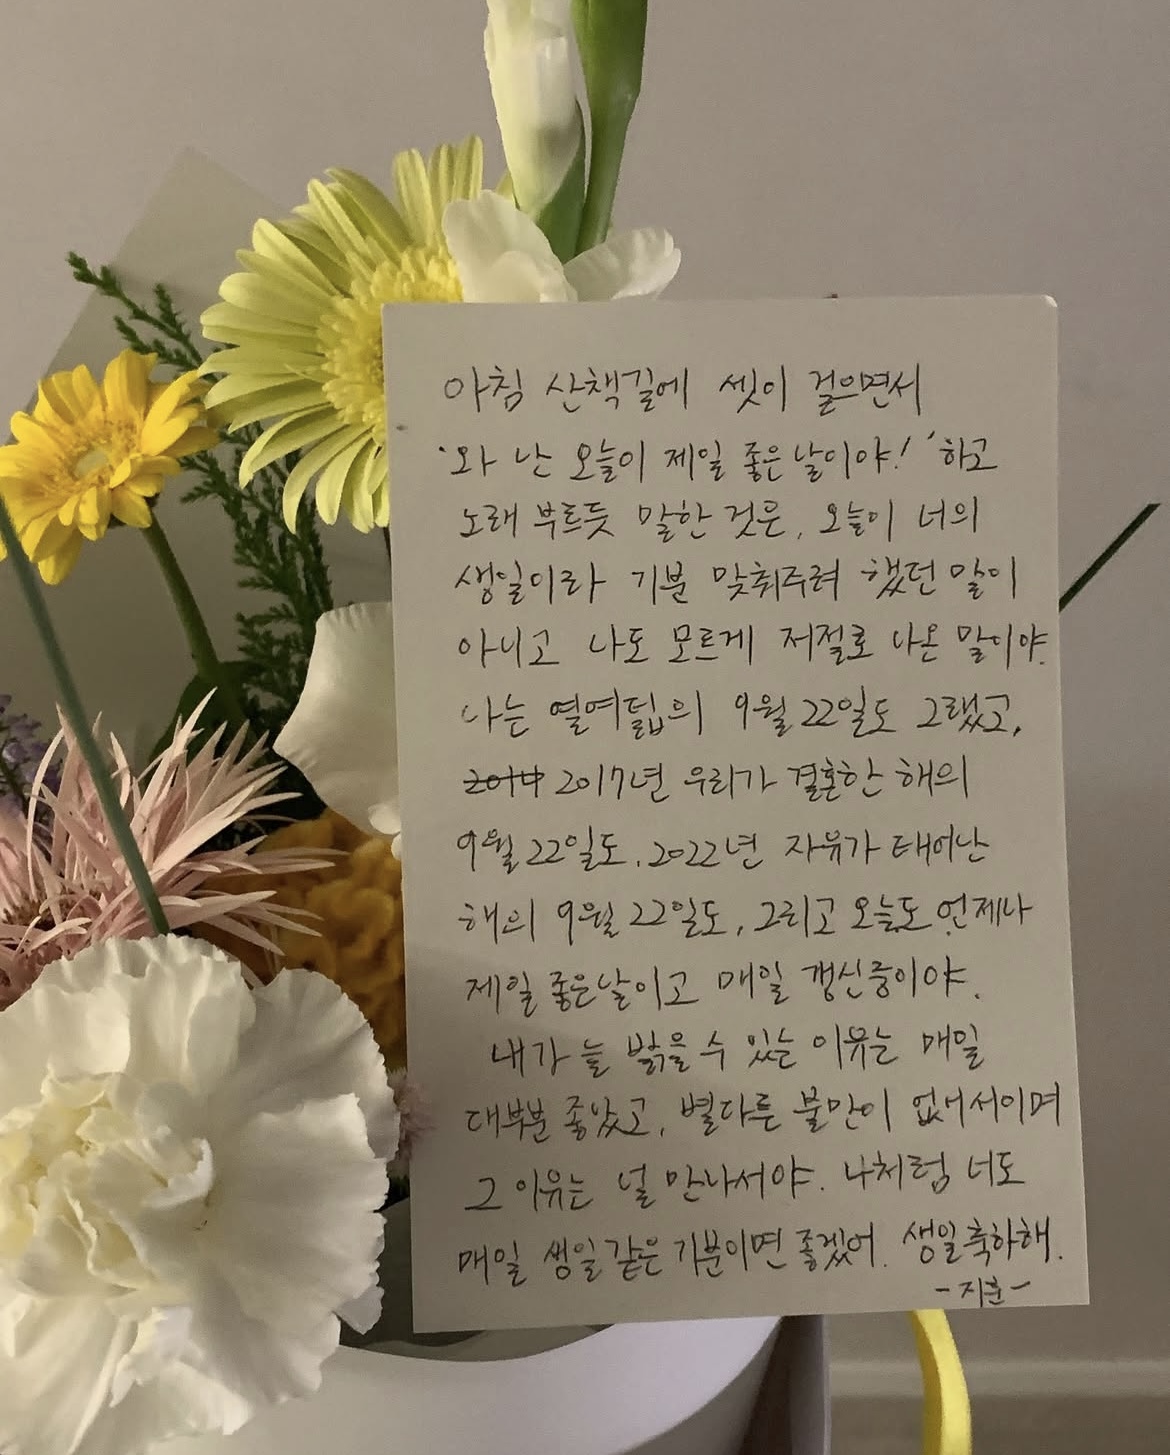 아침 산책길에 셋이 걸으면서
'와 난 오늘이 제일 좋은날이야!' 하고
노래 부르듯 말한 것은, 오늘이 너의
생일이라 기분 맞춰주려 했던 말이
아니고 나도 모르게 저절로 나온 말이야.
나는 열여덟의 9월 22일도 그랬고,
2014 2017년 우리가 결혼한 해의
9월 22일도, 2022년 자유가 태어난
해의 9월 22일도, 그리고 오늘도 언제나
제일 좋은날이고 매일 갱신중이야.
내가 늘 밝을 수 있는 이유는 매일
대부분 좋았고, 별다른 불만이 없어서이며
그 이유는 널 만나서야. 나처럼 너도
매일 생일같은 기분이면 좋겠어. 생일축하해.
-지훈-